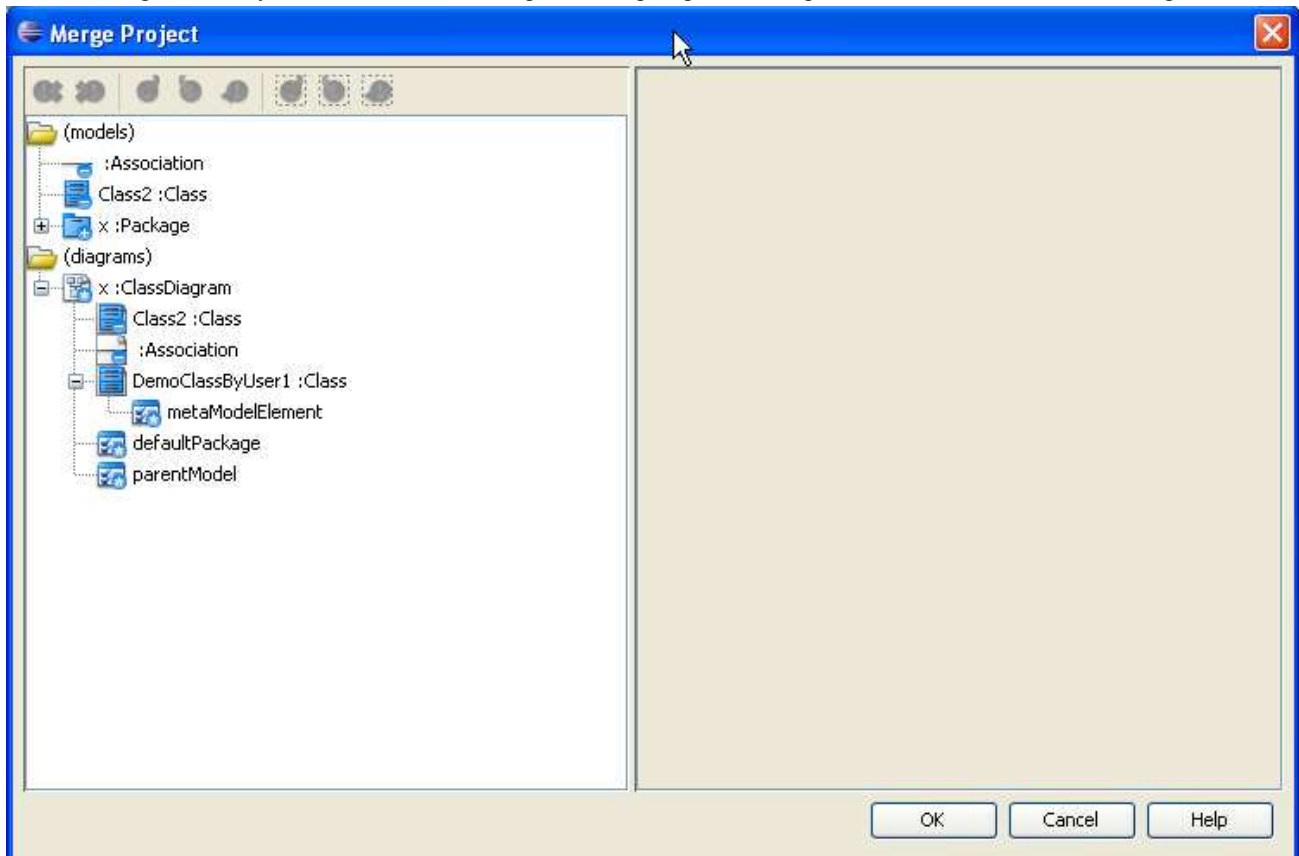 Merge Project
(models)
:Association
Class2 :Class
x :Package
(diagrams)
x :ClassDiagram
Class2 :Class
:Association
DemoClassByUser1 :Class
metaModelElement
defaultPackage
parentModel
OK
Cancel
Help